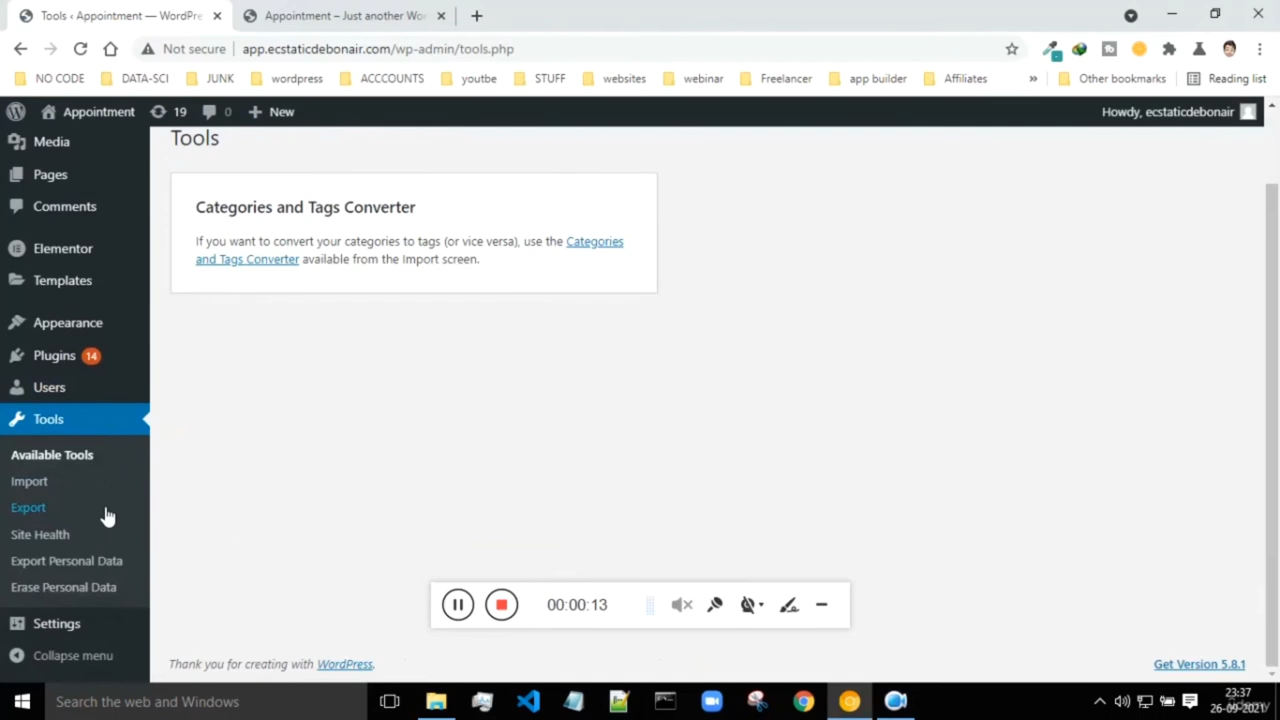 Tools ‹ Appointment — WordPre
Appointment – Just another Wor
Not secure
app.ecstaticdebonair.com/wp-admin/tools.php
NO CODE
DATA-SCI
JUNK
wordpress
ACCCOUNTS
youtbe
STUFF
websites
webinar
Freelancer
app builder
Affiliates
»
Other bookmarks
Reading list
Appointment
19
0
New
Howdy, ecstaticdebonair
Media
Pages
Comments
Elementor
Templates
Appearance
Plugins 14
Users
Tools
Available Tools
Import
Export
Site Health
Export Personal Data
Erase Personal Data
Settings
Collapse menu
Tools
Categories and Tags Converter
If you want to convert your categories to tags (or vice versa), use the Categories
and Tags Converter available from the Import screen.
00:00:13
Thank you for creating with WordPress.
Get Version 5.8.1
Search the web and Windows
23:37
26-09-2021
udemy